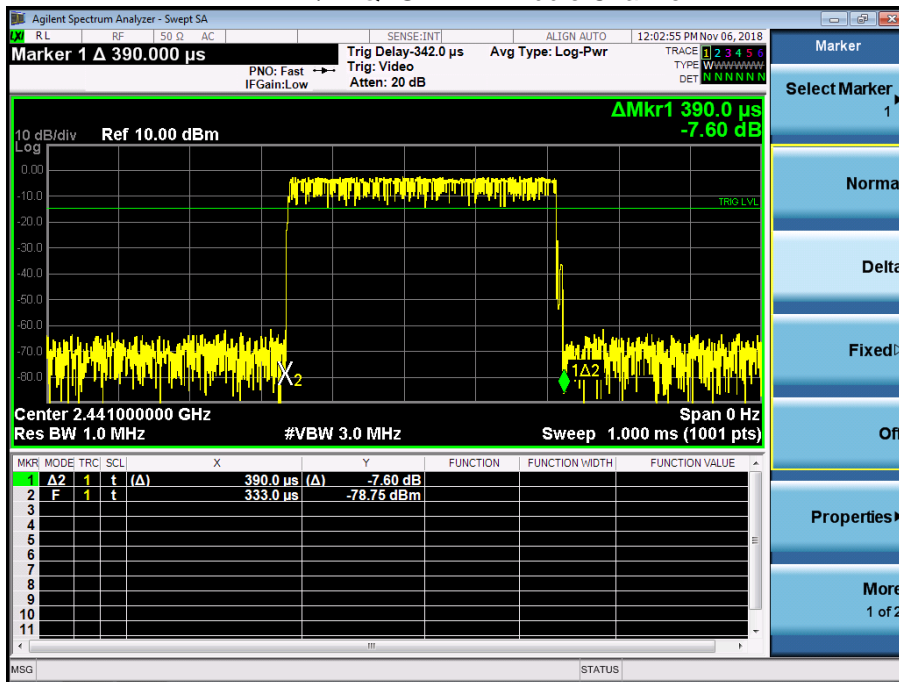 Agilent Spectrum Analyzer - Swept SA
LXI RL RF 50 Ω AC SENSE:INT ALIGN AUTO 12:02:55 PM Nov 06, 2018
Marker 1 Δ 390.000 µs
PNO: Fast
IFGain:Low
Trig Delay-342.0 µs
Trig: Video
Atten: 20 dB
Avg Type: Log-Pwr
TRACE 1 2 3 4 5 6
TYPE WWWWWWW
DET N N N N N N
ΔMkr1 390.0 µs
-7.60 dB
10 dB/div Ref 10.00 dBm
Log
0.00
-10.0
TRIG LVL
-20.0
-30.0
-40.0
-50.0
-60.0
-70.0
-80.0
X2
1Δ2
Center 2.441000000 GHz Span 0 Hz
Res BW 1.0 MHz #VBW 3.0 MHz Sweep 1.000 ms (1001 pts)
MKR MODE TRC SCL X Y FUNCTION FUNCTION WIDTH FUNCTION VALUE
1 Δ2 1 t (Δ) 390.0 µs (Δ) -7.60 dB
2 F 1 t 333.0 µs -78.75 dBm
3
4
5
6
7
8
9
10
11
MSG STATUS
Marker
Select Marker
1
Norma
Delta
Fixed
Of
Properties
More
1 of 2